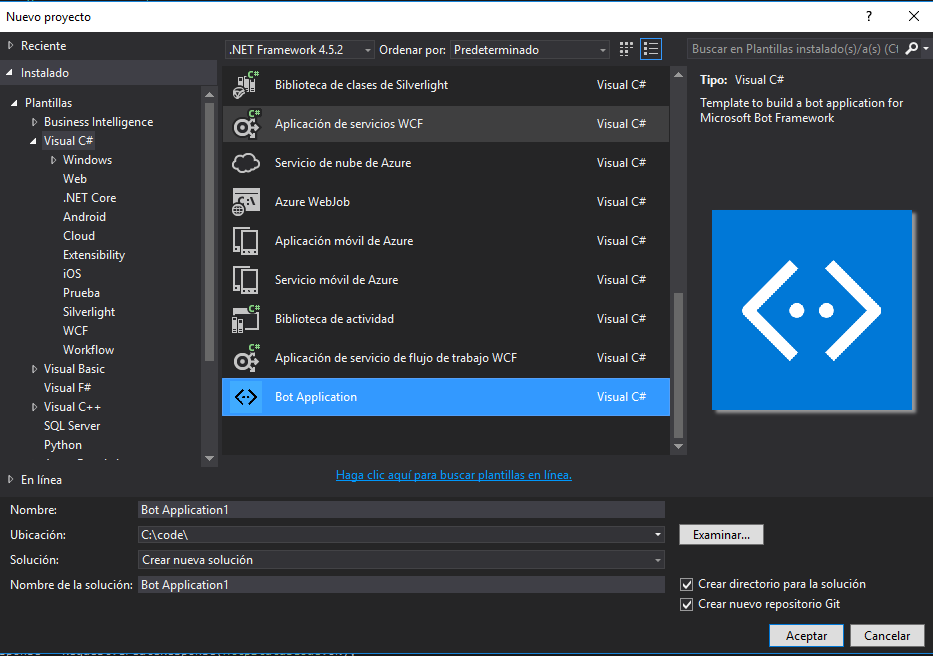 Nuevo proyecto
?
Reciente
Instalado
Plantillas
Business Intelligence
Visual C#
Windows
Web
.NET Core
Android
Cloud
Extensibility
iOS
Prueba
Silverlight
WCF
Workflow
Visual Basic
Visual F#
Visual C++
SQL Server
Python
En línea
.NET Framework 4.5.2
Ordenar por: Predeterminado
Biblioteca de clases de Silverlight Visual C#
Aplicación de servicios WCF Visual C#
Servicio de nube de Azure Visual C#
Azure WebJob Visual C#
Aplicación móvil de Azure Visual C#
Servicio móvil de Azure Visual C#
Biblioteca de actividad Visual C#
Aplicación de servicio de flujo de trabajo WCF Visual C#
Bot Application Visual C#
Haga clic aquí para buscar plantillas en línea.
Buscar en Plantillas instalado(s)/a(s) (Ct
Tipo: Visual C#
Template to build a bot application for
Microsoft Bot Framework
Nombre: Bot Application1
Ubicación: C:\code\
Examinar...
Solución: Crear nueva solución
Nombre de la solución: Bot Application1
Crear directorio para la solución
Crear nuevo repositorio Git
Aceptar Cancelar